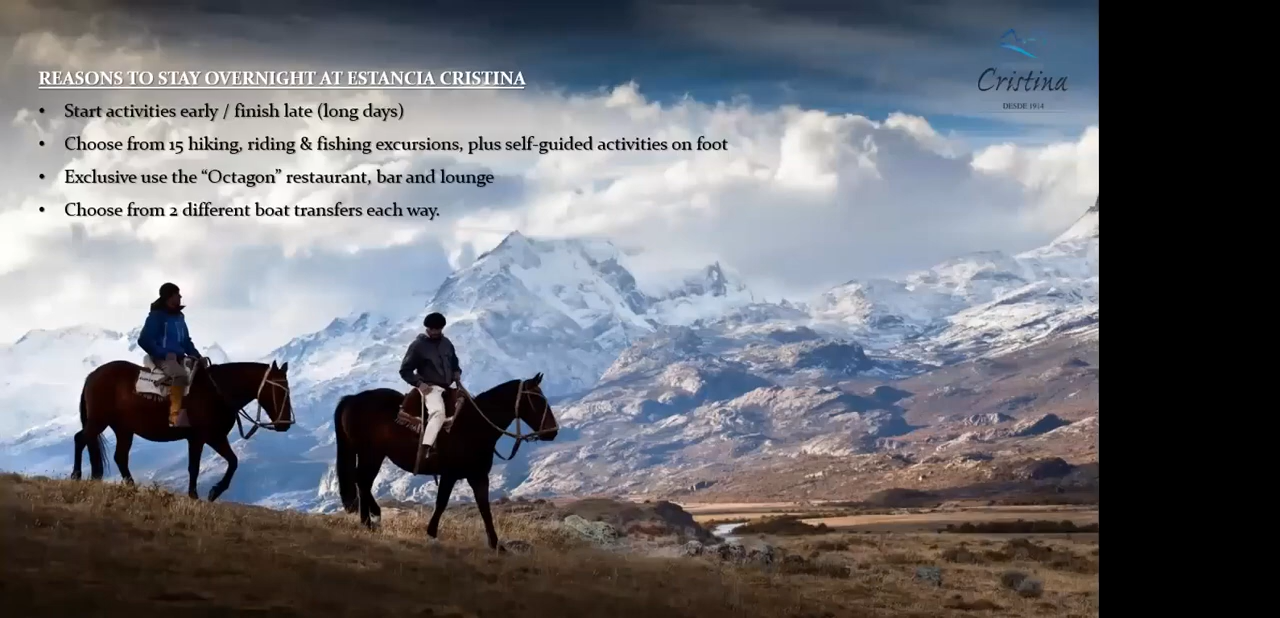 REASONS TO STAY OVERNIGHT AT ESTANCIA CRISTINA
• Start activities early / finish late (long days)
• Choose from 15 hiking, riding & fishing excursions, plus self-guided activities on foot
• Exclusive use the “Octagon” restaurant, bar and lounge
• Choose from 2 different boat transfers each way.
Cristina
DESDE 1914